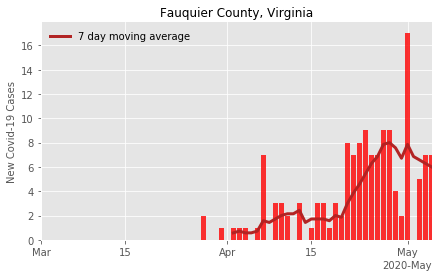 Fauquier County, Virginia
7 day moving average
New Covid-19 Cases
16
14
12
10
8
6
4
2
0
Mar 15 Apr 15 May
2020-May